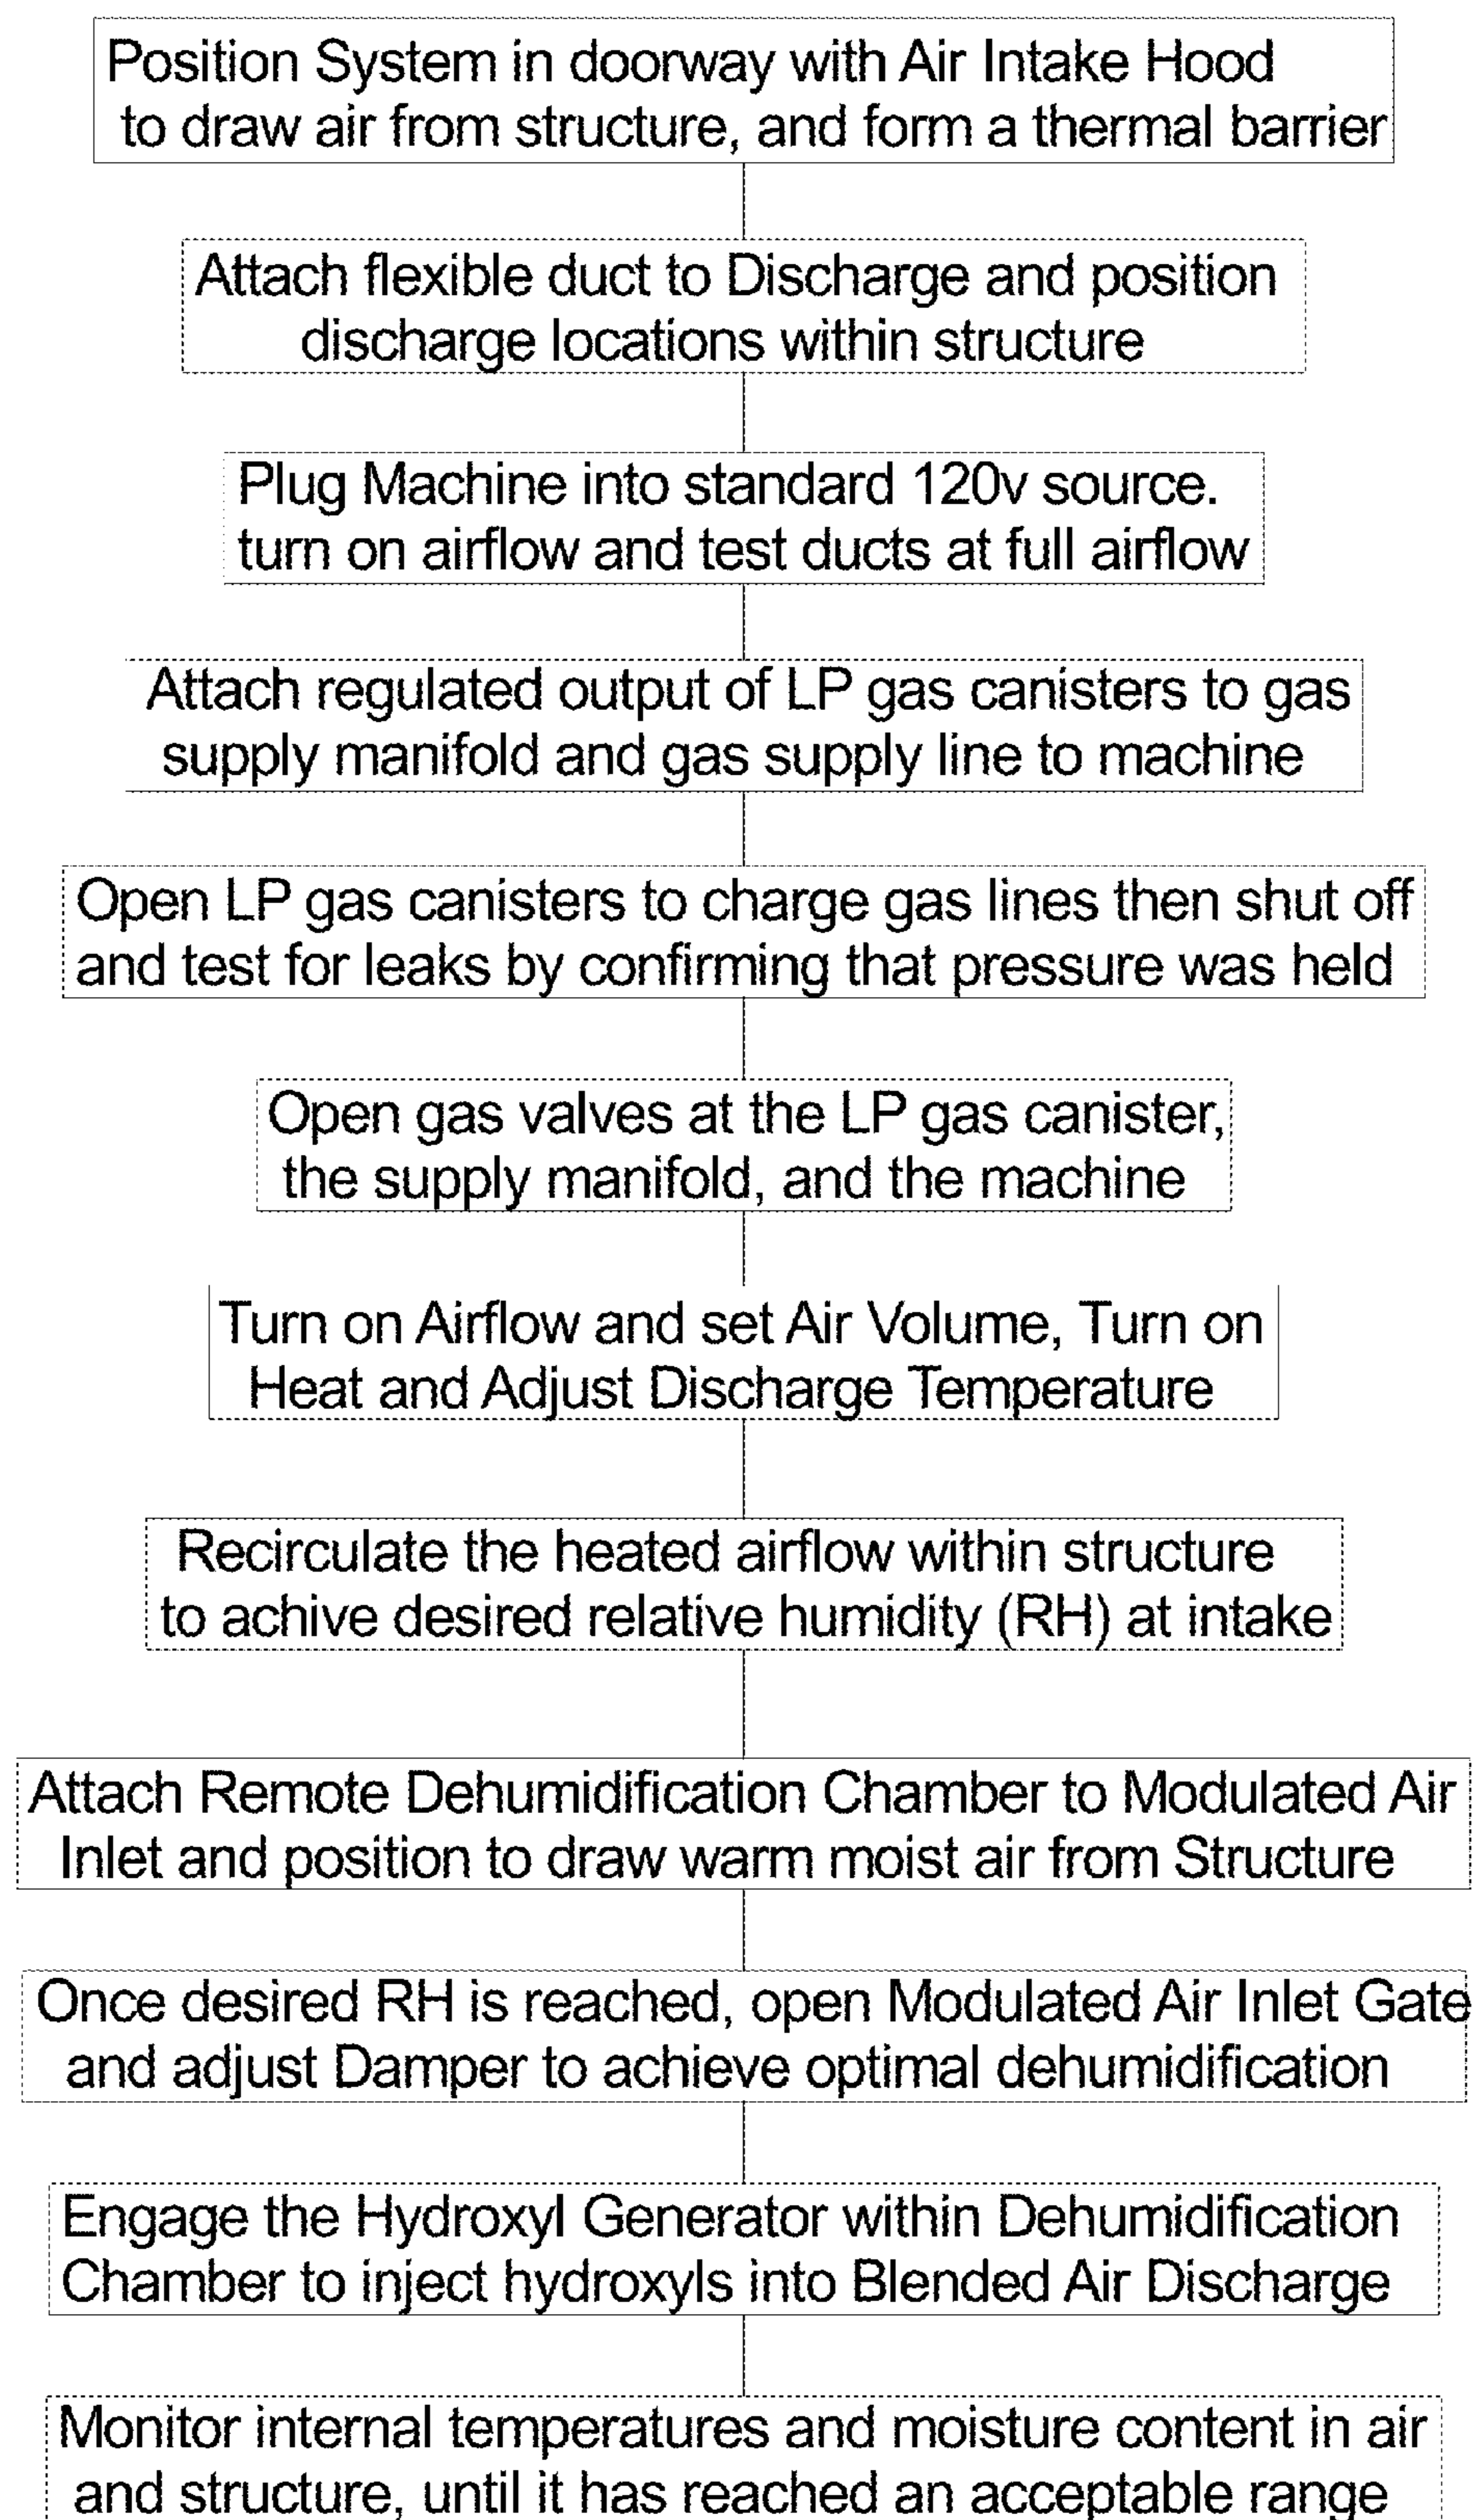 Position System in doorway with Air Intake Hood
to draw air from structure, and form a thermal barrier
Attach flexible duct to Discharge and position
discharge locations within structure
Plug Machine into standard 120v source.
turn on airflow and test ducts at full airflow
Attach regulated output of LP gas canisters to gas
supply manifold and gas supply line to machine
Open LP gas canisters to charge gas lines then shut off
and test for leaks by confirming that pressure was held
Open gas valves at the LP gas canister,
the supply manifold, and the machine
Turn on Airflow and set Air Volume, Turn on
Heat and Adjust Discharge Temperature
Recirculate the heated airflow within structure
to achive desired relative humidity (RH) at intake
Attach Remote Dehumidification Chamber to Modulated Air
Inlet and position to draw warm moist air from Structure
Once desired RH is reached, open Modulated Air Inlet Gate
and adjust Damper to achieve optimal dehumidification
Engage the Hydroxyl Generator within Dehumidification
Chamber to inject hydroxyls into Blended Air Discharge
Monitor internal temperatures and moisture content in air
and structure, until it has reached an acceptable range